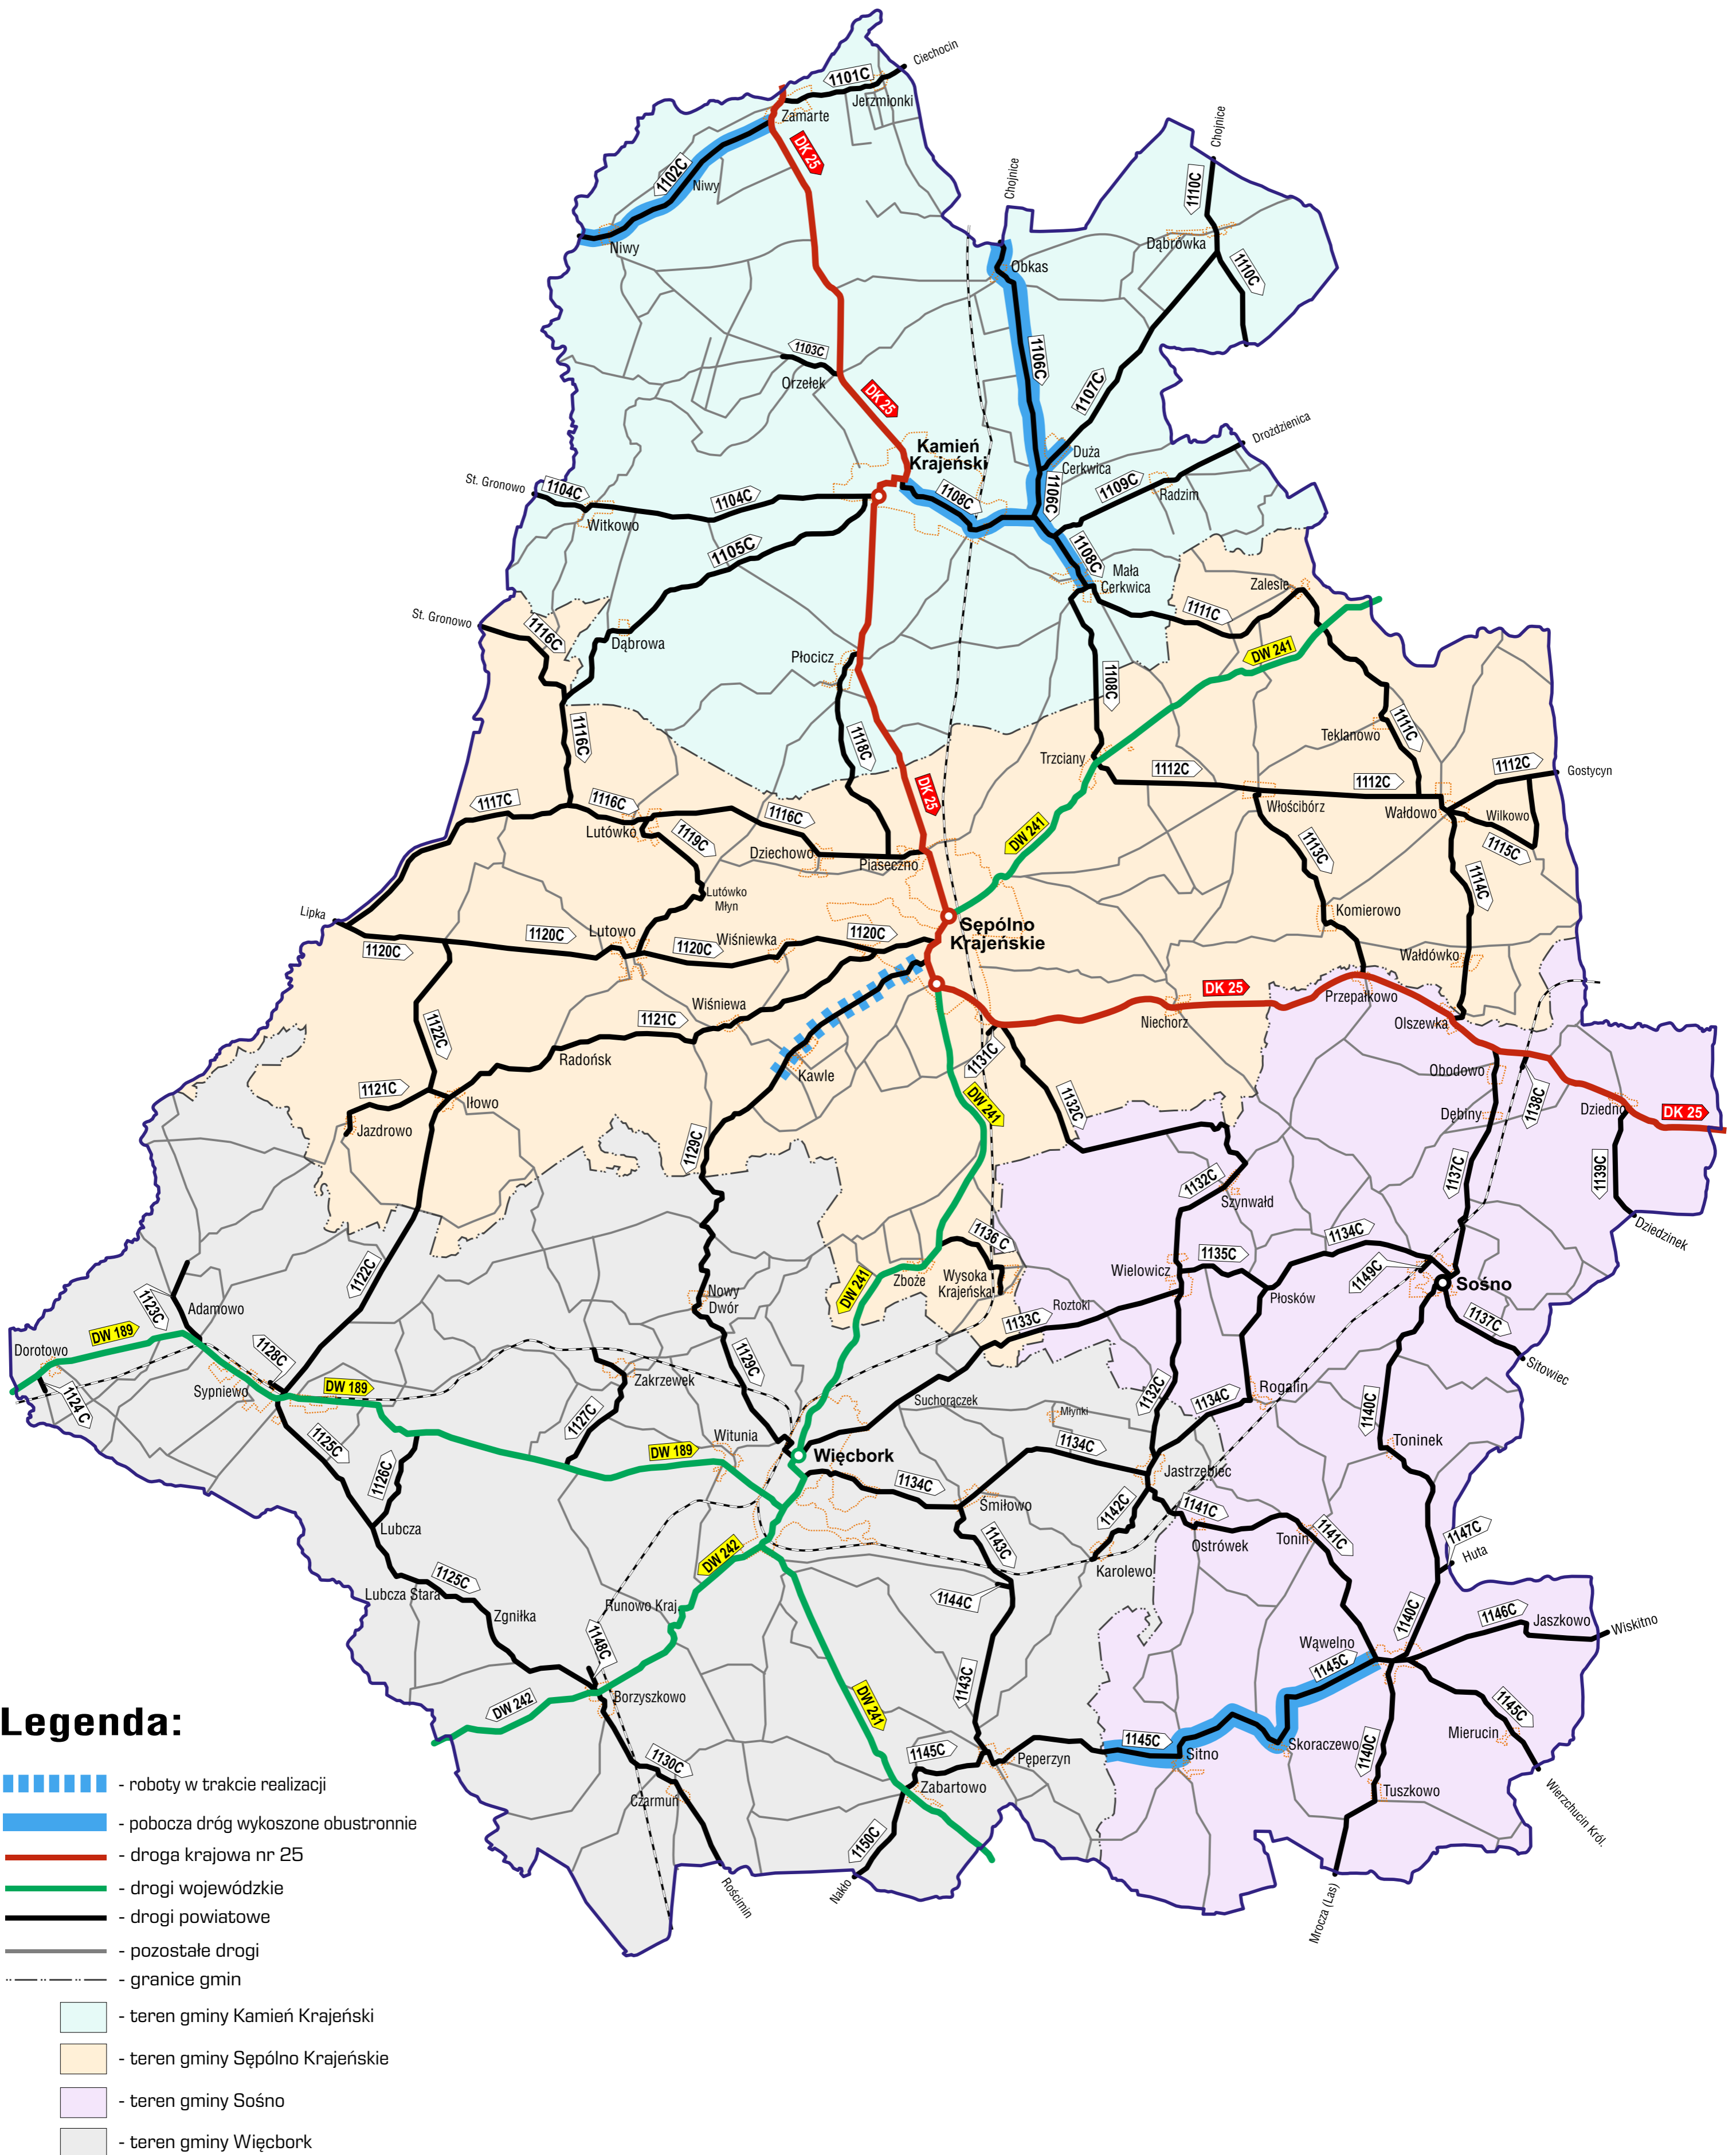 Ciechocin
1101C
Jerzmionki
Zamarte
DK 25
1102C
Niwy
Niwy
Chojnice
Chojnice
1110C
Dąbrówka
1110C
Obkas
1106C
1103C
Orzełek
DK 25
1107C
Kamień
Krajeński
Duża
Cerkwica
Drożdzienica
St. Gronowo
1104C
1104C
1108C
1106C
1109C
Radzim
Witkowo
1105C
1108C
Mała
Cerkwica
Zalesie
1111C
St. Gronowo
1116C
Dąbrowa
Płocicz
DW 241
1108C
1116C
1118C
1111C
Teklanowo
Trzciany
1112C
1112C
1112C
Gostycyn
DK 25
1117C
1116C
1116C
Lutówko
1119C
Dziechowo
Piaseczno
DW 241
Włościbórz
Wałdowo
Wilkowo
1113C
1115C
1114C
Lutówko
Młyn
Komierowo
Lipka
Sępólno
Krajeńskie
1120C
1120C
Lutowo
1120C
Wiśniewka
1120C
Wałdówko
DK 25
Przepałkowo
Wiśniewa
1121C
1122C
Niechorz
Olszewka
Radońsk
1131C
Kawle
Obodowo
1121C
Iłowo
DW 241
1132C
Dębiny
1138C
Dziedno
DK 25
Jazdrowo
1129C
1132C
Szynwałd
1137C
1139C
Dziedzinek
1136 C
1134C
1122C
Wielowicz
1135C
1149C
Sośno
Zboże
Wysoka
Krajeńska
DW 241
1123C
Adamowo
Nowy
Dwór
Roztoki
1133C
Płosków
1137C
DW 189
Dorotowo
1128C
1129C
Sitowiec
1124 C
Sypniewo
DW 189
Zakrzewek
Suchorączek
Młynki
1132C
1134C
Rogalin
1140C
1127C
1125C
1126C
DW 189
Witunia
Więcbork
1134C
Toninek
1134C
Jastrzębiec
Śmiłowo
1142C
1141C
Lubcza
Ostrówek
Tonin
1141C
1147C
Huta
DW 242
1143C
Karolewo
1125C
Lubcza Stara
1144C
Zgniłka
Runowo Kraj.
1140C
1146C
Jaszkowo
Wiskitno
1148C
Wąwelno
1145C
1143C
DW 242
Borzyszkowo
DW 241
1145C
Mierucin
Legenda:
1130C
1145C
Pęperzyn
1145C
Sitno
Skoraczewo
1140C
Czarmuń
Zabartowo
Tuszkowo
Wierzchucin Król.
1150C
Nakło
Rościmin
Mrocza (Las)
- roboty w trakcie realizacji
- pobocza dróg wykoszone obustronnie
- droga krajowa nr 25
- drogi wojewódzkie
- drogi powiatowe
- pozostałe drogi
- granice gmin
- teren gminy Kamień Krajeński
- teren gminy Sępólno Krajeńskie
- teren gminy Sośno
- teren gminy Więcbork